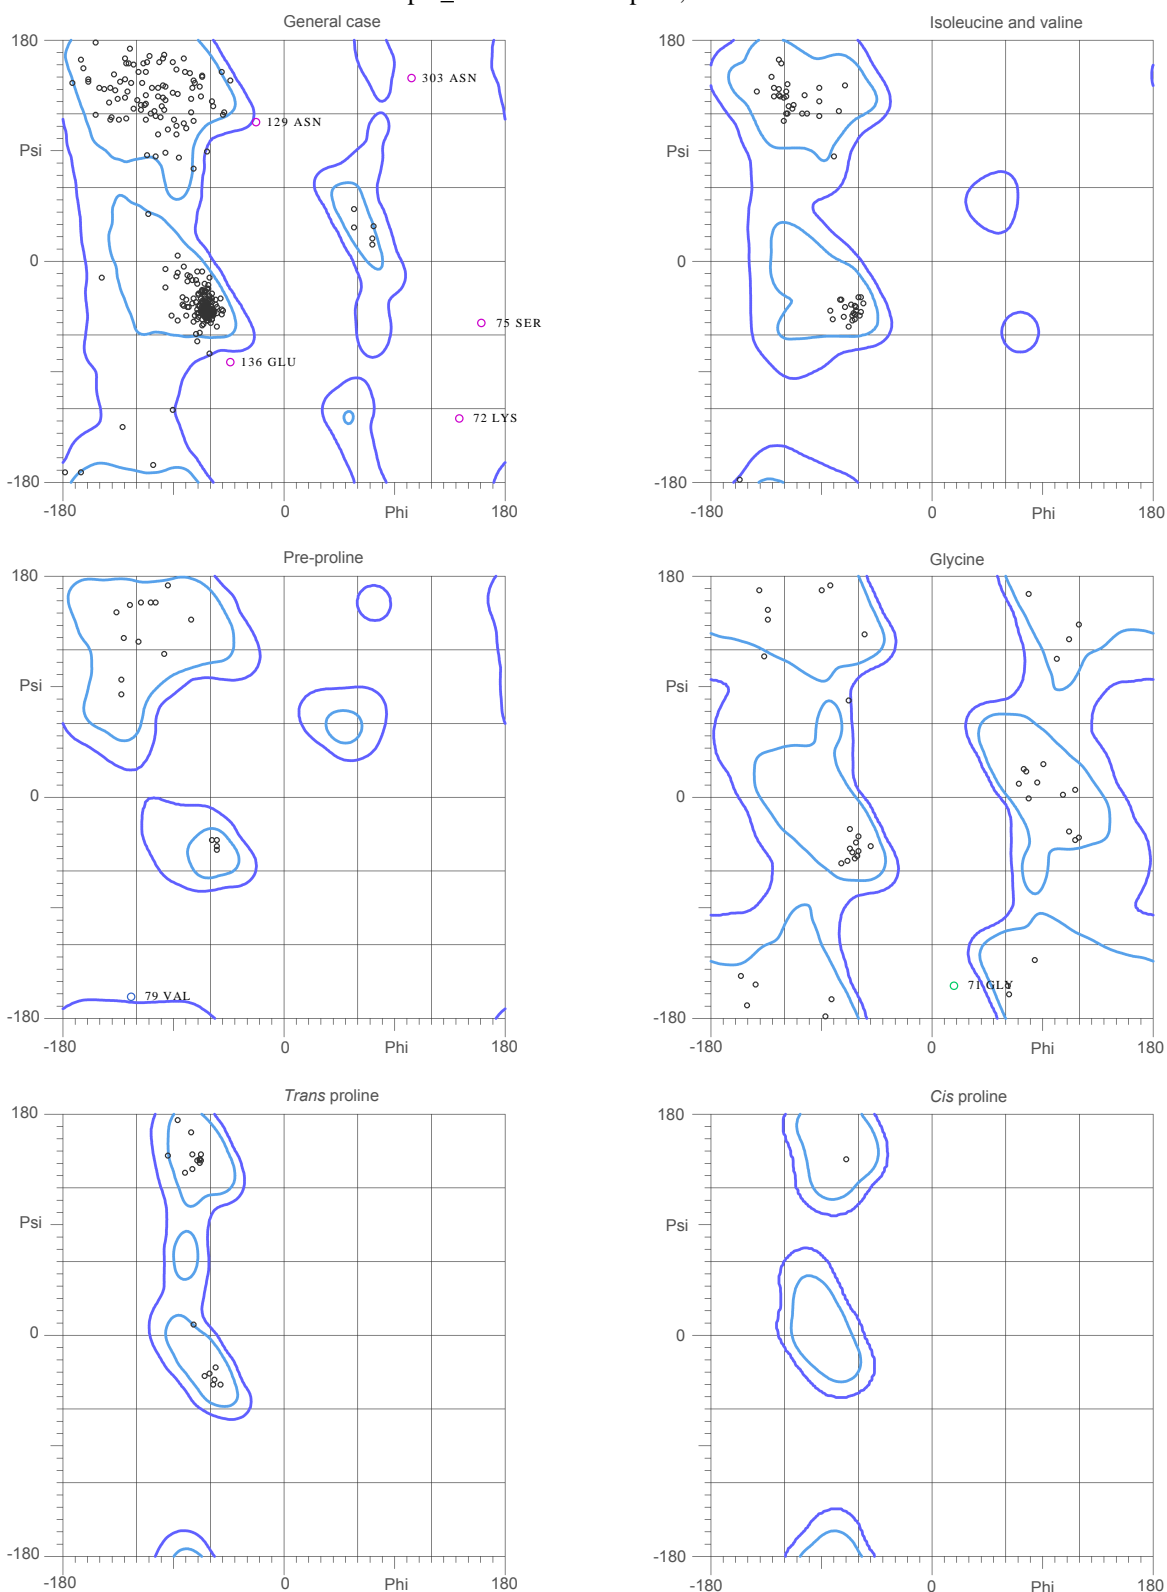 General case
Isoleucine and valine
180
180
303 ASN
129 ASN
Psi
Psi
0
0
75 SER
136 GLU
72 LYS
-180
-180
-180
0
Phi
180
-180
0
Phi
180
Pre-proline
Glycine
180
180
Psi
Psi
0
0
79 VAL
71 GLY
-180
-180
-180
0
Phi
180
-180
0
Phi
180
Trans proline
Cis proline
180
180
Psi
Psi
0
0
-180
-180
-180
0
Phi
180
-180
0
Phi
180